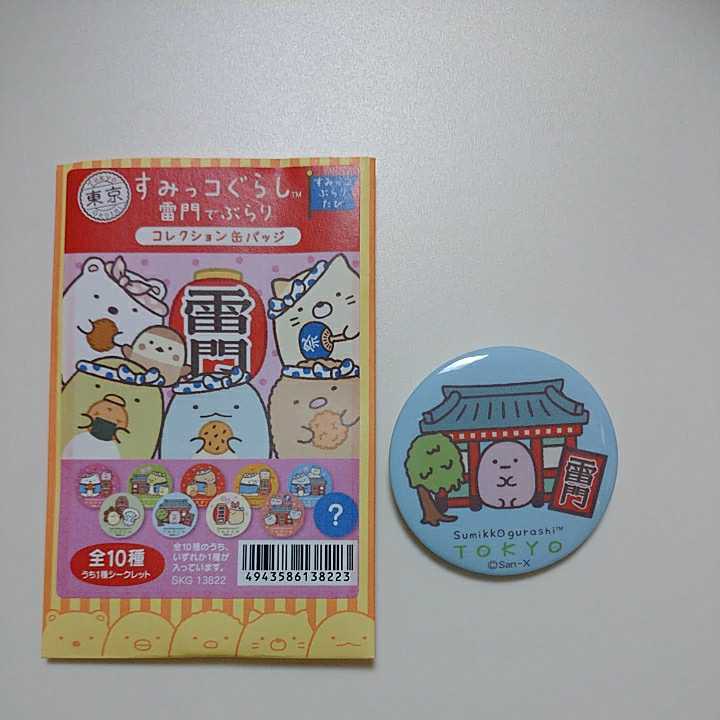 東京
すみっコぐらし™
雷門でぶらり
コレクション缶バッジ
すみっコ
ぶらり
たび
雷門
祭
?
全10種
うち1種シークレット
全10種のうち、
いずれか1種が
入っています。
SKG 13822
4943586138223
雷門
SumikkOgurashi™
TOKYO
©San-X